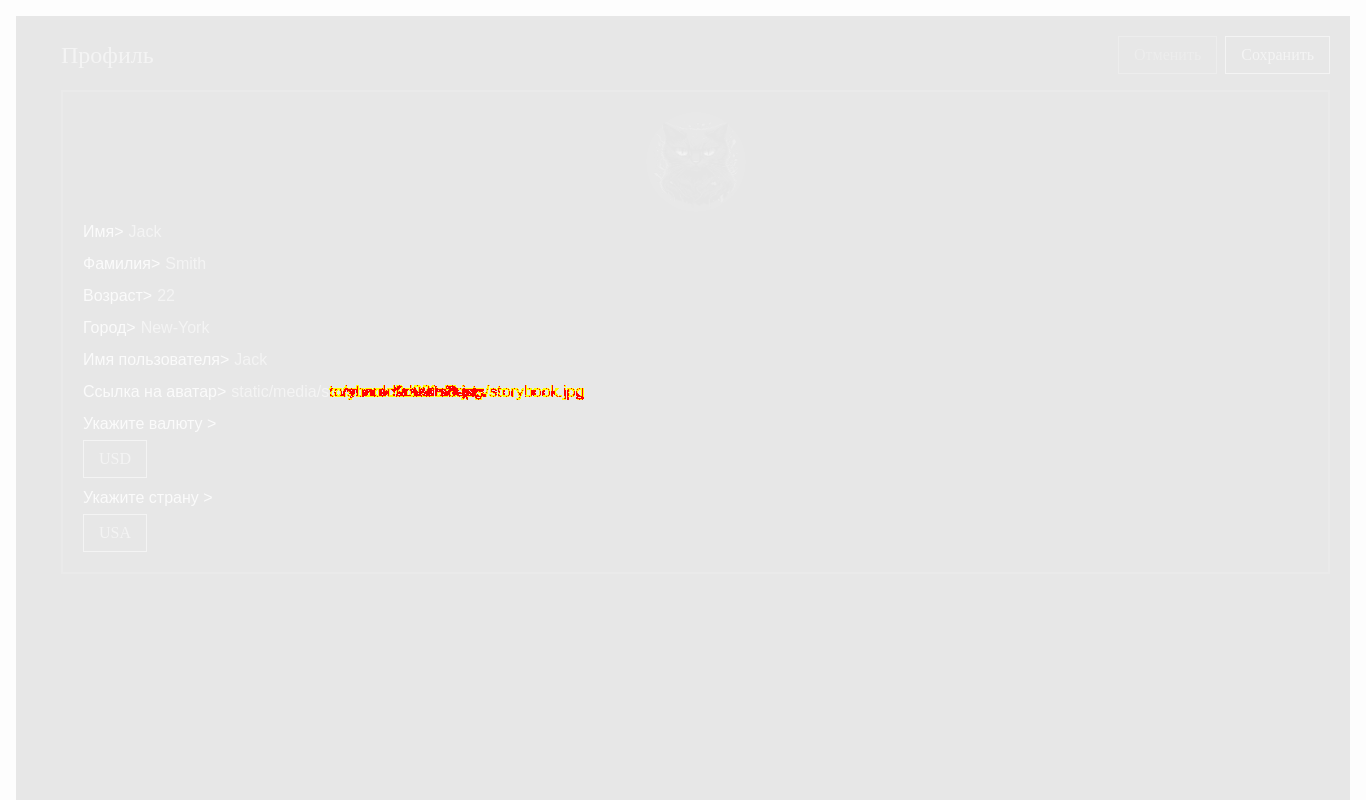 Профиль
Отменить
Сохранить
Имя> Jack
Фамилия> Smith
Возраст> 22
Город> New-York
Имя пользователя> Jack
Ссылка на аватар> static/media/s /storybook.jpg
Укажите валюту >
USD
Укажите страну >
USA